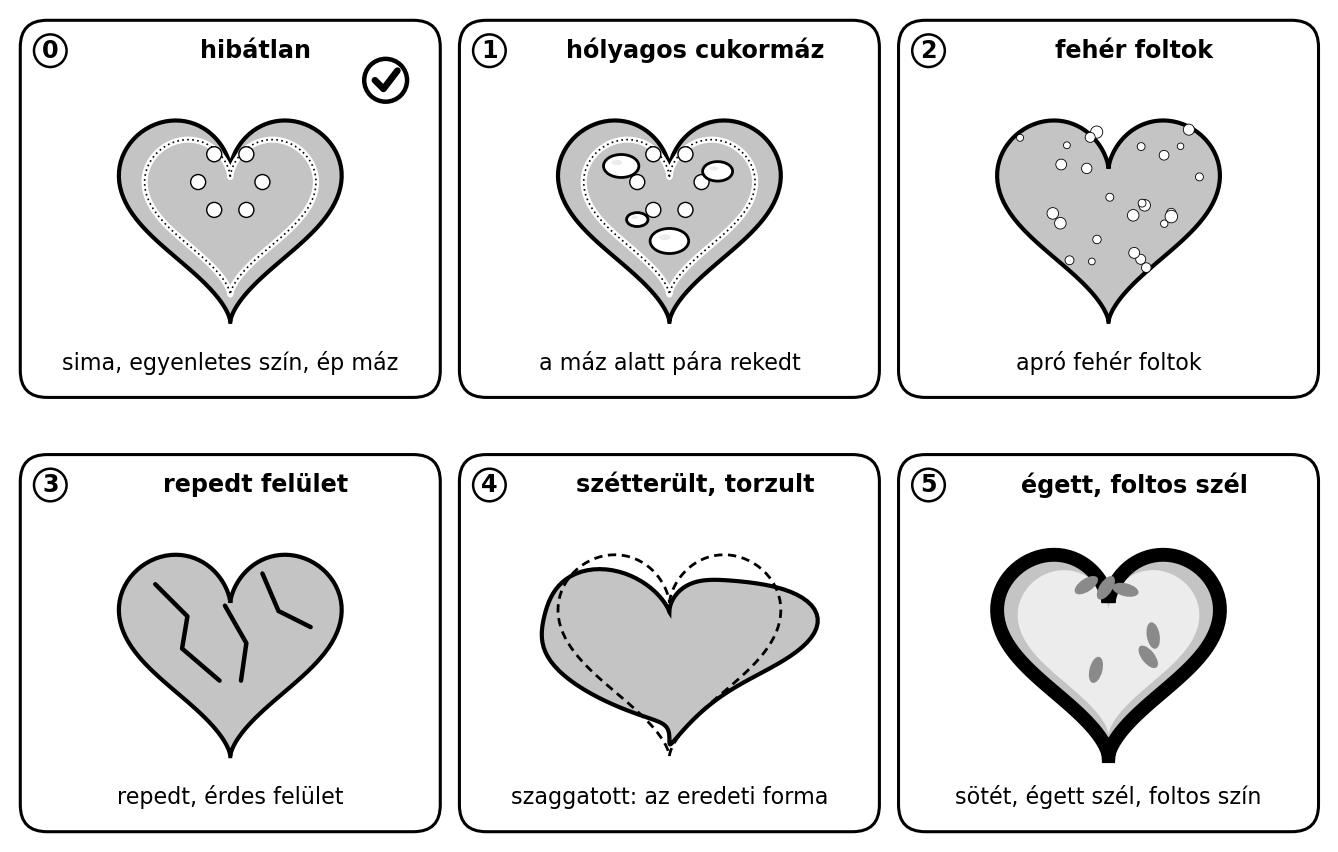 0 hibátlan
sima, egyenletes szín, ép máz
1 hólyagos cukormáz
a máz alatt pára rekedt
2 fehér foltok
apró fehér foltok
3 repedt felület
repedt, érdes felület
4 szétterült, torzult
szaggatott: az eredeti forma
5 égett, foltos szél
sötét, égett szél, foltos szín